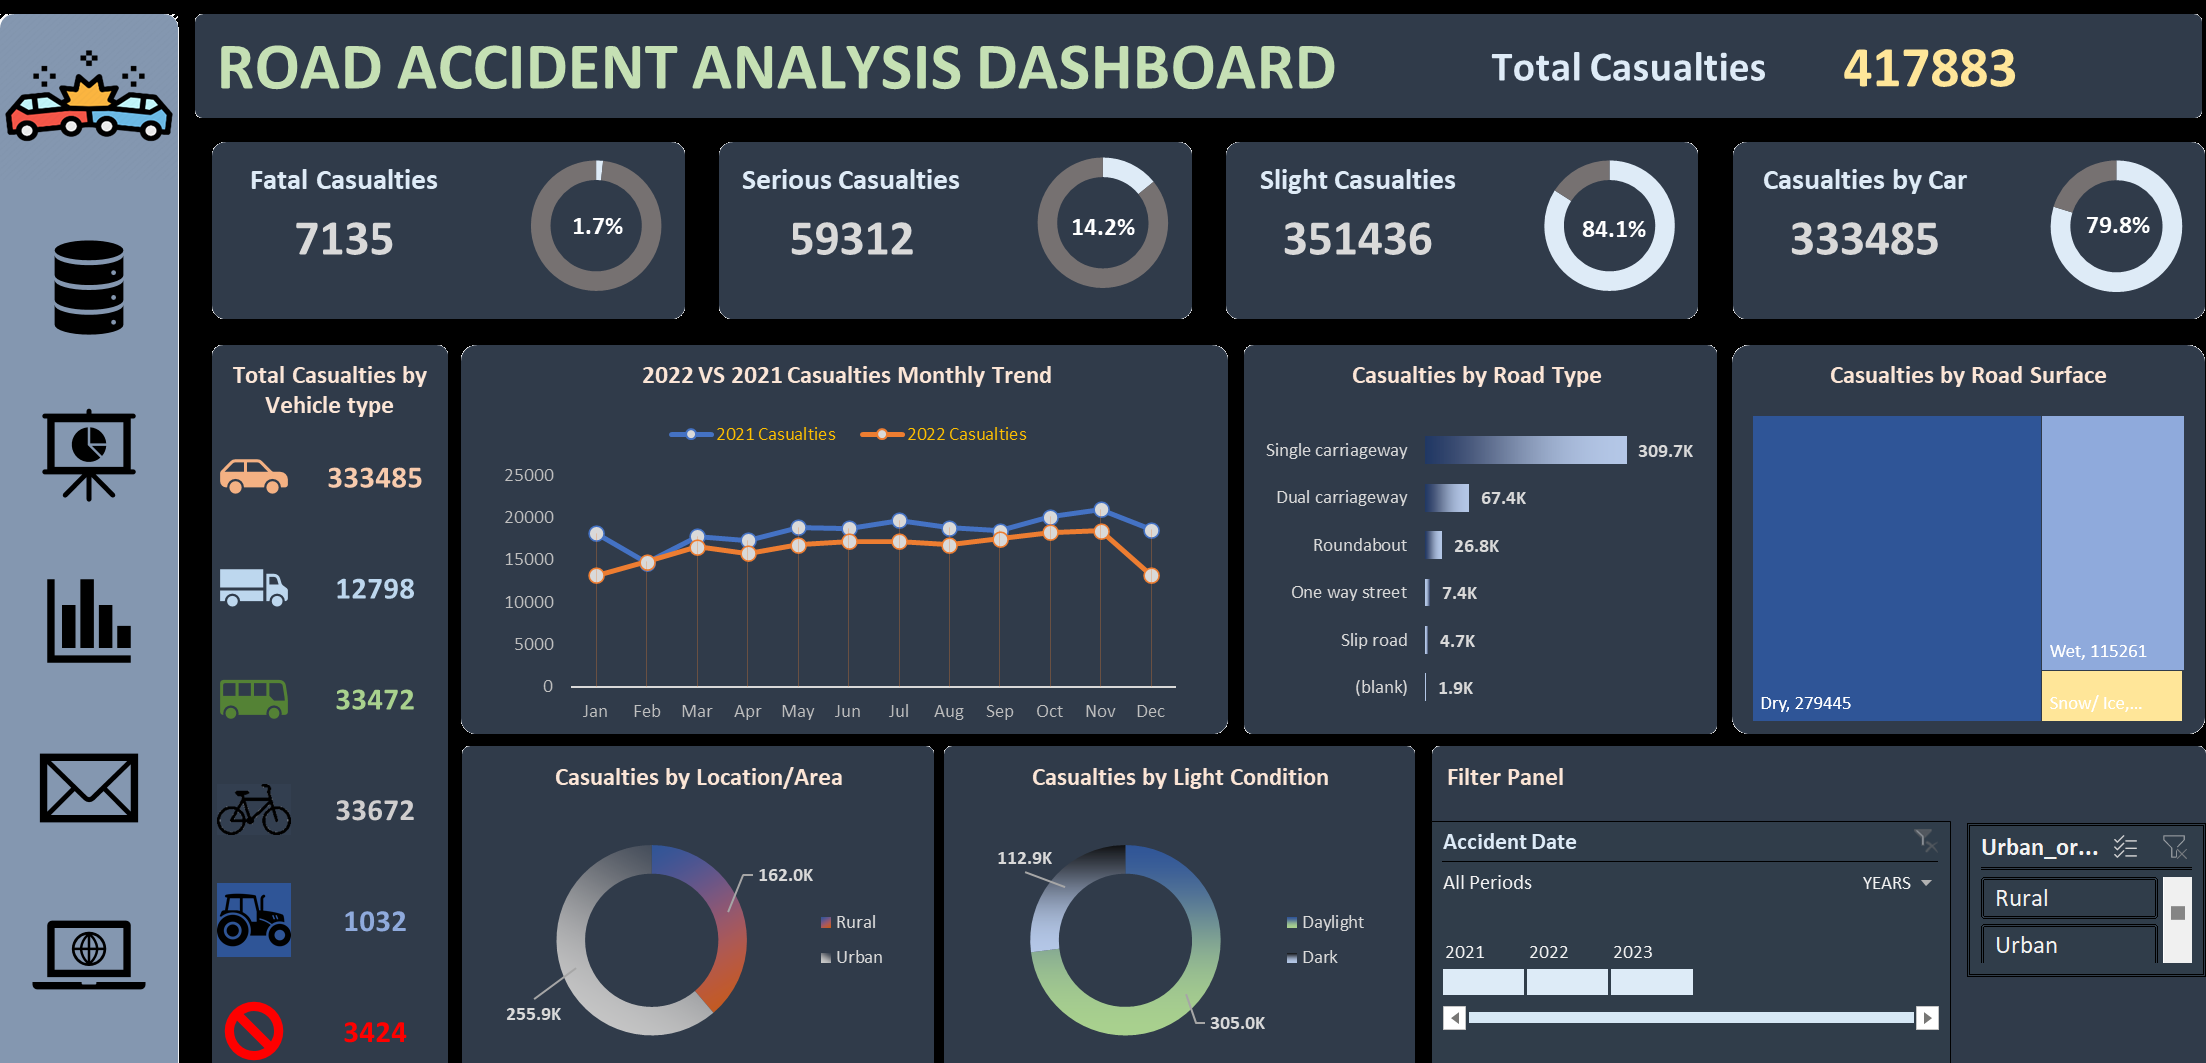 ROAD ACCIDENT ANALYSIS DASHBOARD
Total Casualties 417883
Fatal Casualties
7135
1.7%
Serious Casualties
59312
14.2%
Slight Casualties
351436
84.1%
Casualties by Car
333485
79.8%
Total Casualties by
Vehicle type
333485
12798
33472
33672
1032
3424
2022 VS 2021 Casualties Monthly Trend
2021 Casualties 2022 Casualties
25000
20000
15000
10000
5000
0
Jan Feb Mar Apr May Jun Jul Aug Sep Oct Nov Dec
Casualties by Road Type
Single carriageway 309.7K
Dual carriageway 67.4K
Roundabout 26.8K
One way street 7.4K
Slip road 4.7K
(blank) 1.9K
Casualties by Road Surface
Dry, 279445
Wet, 115261
Snow/ Ice,...
Casualties by Location/Area
162.0K
255.9K
Rural
Urban
Casualties by Light Condition
112.9K
305.0K
Daylight
Dark
Filter Panel
Accident Date
All Periods YEARS
2021 2022 2023
Urban_or...
Rural
Urban